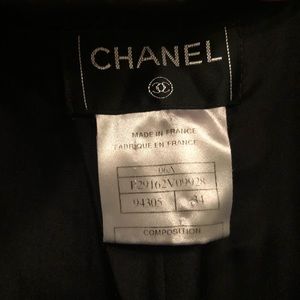 CHANEL
MADE IN FRANCE
FABRIQUE EN FRANCE
06A
P29162V09928
94305 34
COMPOSITION